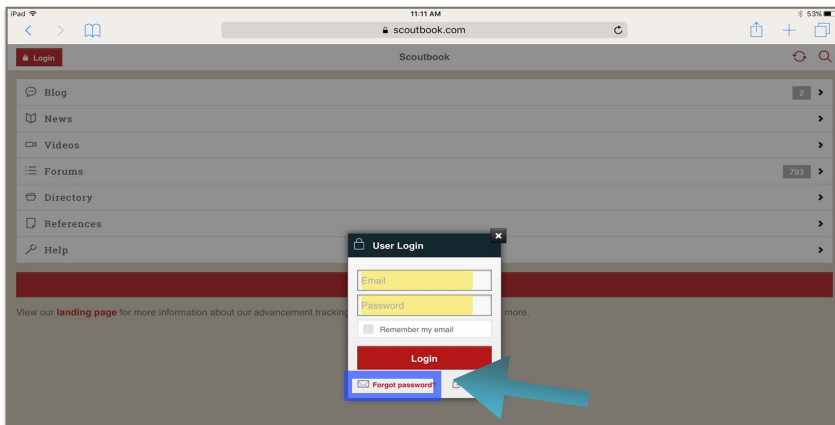 iPad 11:11 AM 53%
scoutbook.com
Login Scoutbook
Blog 2
News
Videos
Forums 793
Directory
References
Help
User Login
Email
Password
Remember my email
Login
Forgot password?
View our landing page for more information about our advancement tracking more.